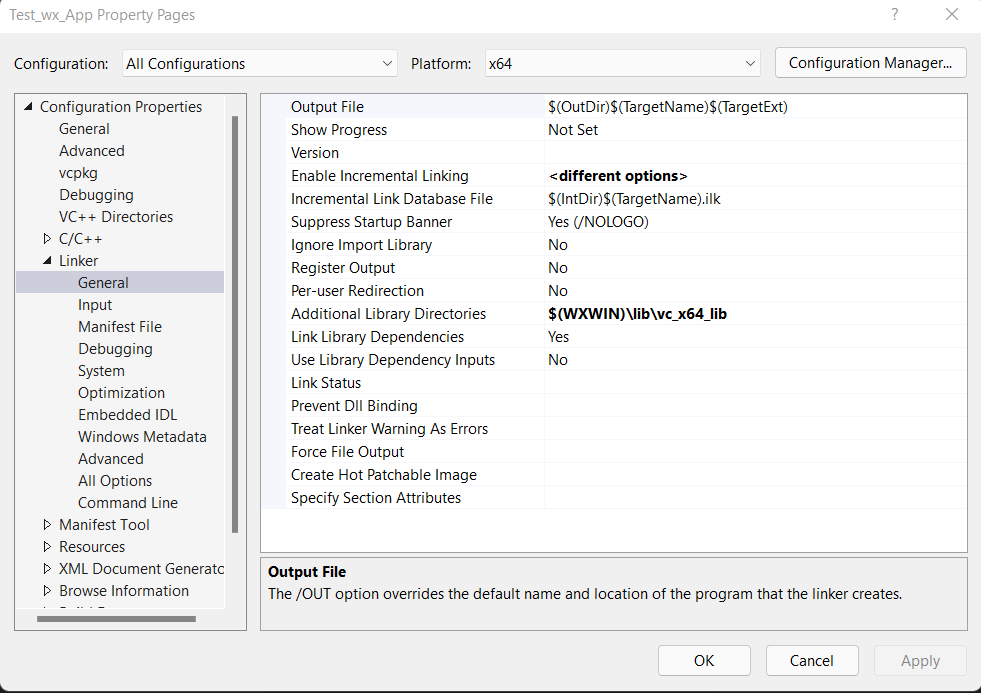 Test_wx_App Property Pages
?
Configuration: All Configurations Platform: x64 Configuration Manager...
Configuration Properties
General
Advanced
vcpkg
Debugging
VC++ Directories
C/C++
Linker
General
Input
Manifest File
Debugging
System
Optimization
Embedded IDL
Windows Metadata
Advanced
All Options
Command Line
Manifest Tool
Resources
XML Document Generato
Browse Information
Output File $(OutDir)$(TargetName)$(TargetExt)
Show Progress Not Set
Version
Enable Incremental Linking <different options>
Incremental Link Database File $(IntDir)$(TargetName).ilk
Suppress Startup Banner Yes (/NOLOGO)
Ignore Import Library No
Register Output No
Per-user Redirection No
Additional Library Directories $(WXWIN)\lib\vc_x64_lib
Link Library Dependencies Yes
Use Library Dependency Inputs No
Link Status
Prevent Dll Binding
Treat Linker Warning As Errors
Force File Output
Create Hot Patchable Image
Specify Section Attributes
Output File
The /OUT option overrides the default name and location of the program that the linker creates.
OK Cancel Apply